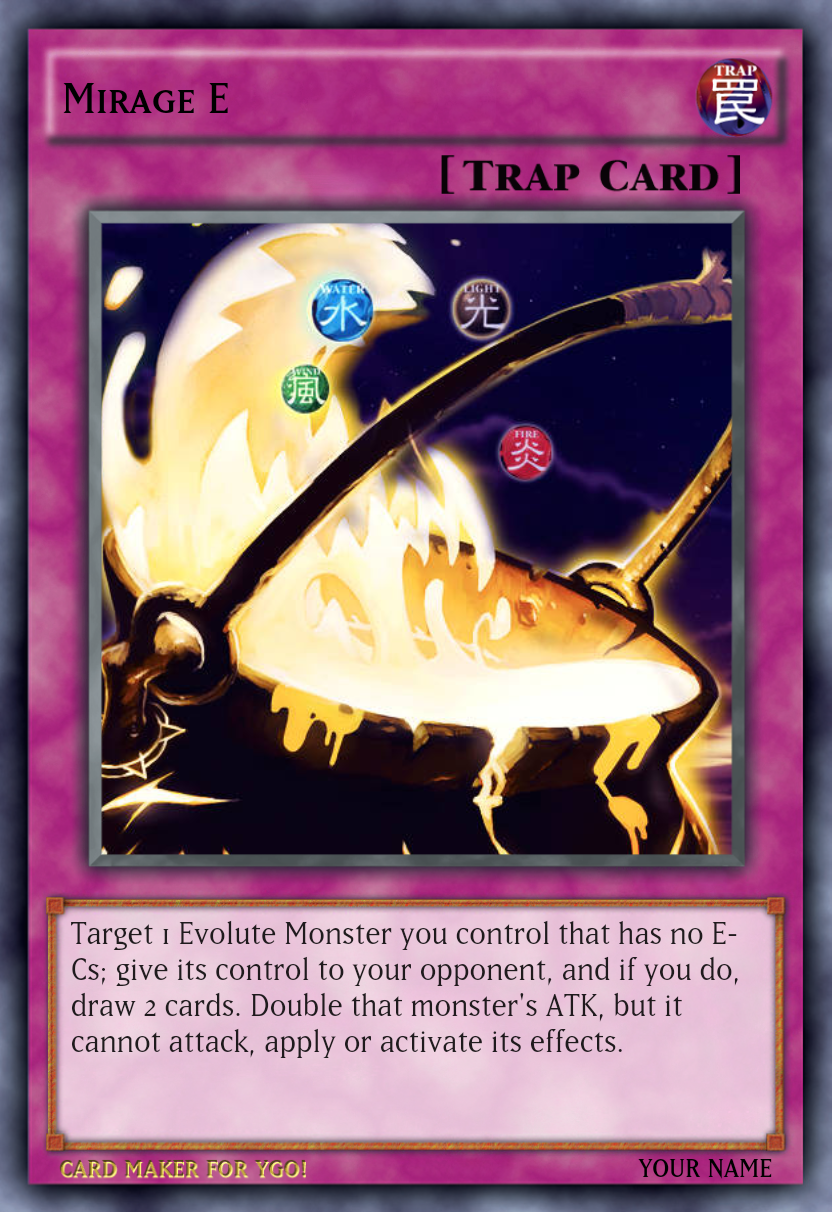 Mirage E
TRAP
罠
[Trap Card]
WATER
水
LIGHT
光
WIND
風
FIRE
炎
Target 1 Evolute Monster you control that has no E-
Cs; give its control to your opponent, and if you do,
draw 2 cards. Double that monster's ATK, but it
cannot attack, apply or activate its effects.
CARD MAKER FOR YGO!
YOUR NAME